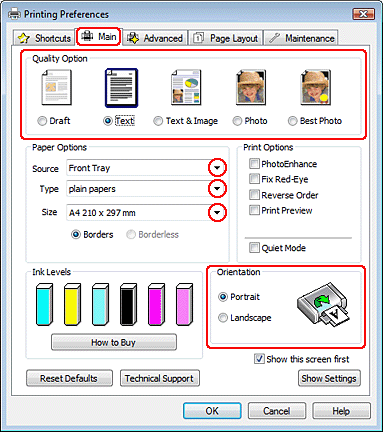 Printing Preferences
Shortcuts Main Advanced 1 Page Layout Maintenance
Quality Option
Draft Text Text & Image Photo Best Photo
Paper Options Print Options
Source Front Tray PhotoEnhance
Fix Red-Eye
Type plain papers Reverse Order
Size A4 210 x 297 mm Print Preview
Borders Borderless
Quiet Mode
Ink Levels Orientation
Portrait
A
Landscape
How to Buy
Show this screen first
Reset Defaults Technical Support Show Settings
OK Cancel Help